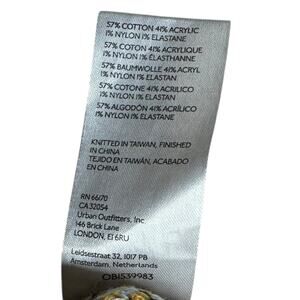 57% COTTON 41% ACRYLIC
1% NYLON 1% ELASTANE
57% COTON 41% ACRYLIQUE
1% NYLON 1% ÉLASTHANNE
57% BAUMWOLLE 41% ACRYL
1% NYLON 1% ELASTAN
57% COTONE 41% ACRILICO
1% NYLON 1% ELASTAN
57% ALGODÓN 41% ACRÍLICO
1% NYLON 1% ELASTANE
KNITTED IN TAIWAN, FINISHED
IN CHINA
TEJIDO EN TAIWÁN, ACABADO
EN CHINA
RN 66170
CA 32054
Urban Outfitters, Inc
146 Brick Lane
LONDON, E1 6RU
Leidsestraat 32, 1017 PB
Amsterdam, Netherlands
OB1539983